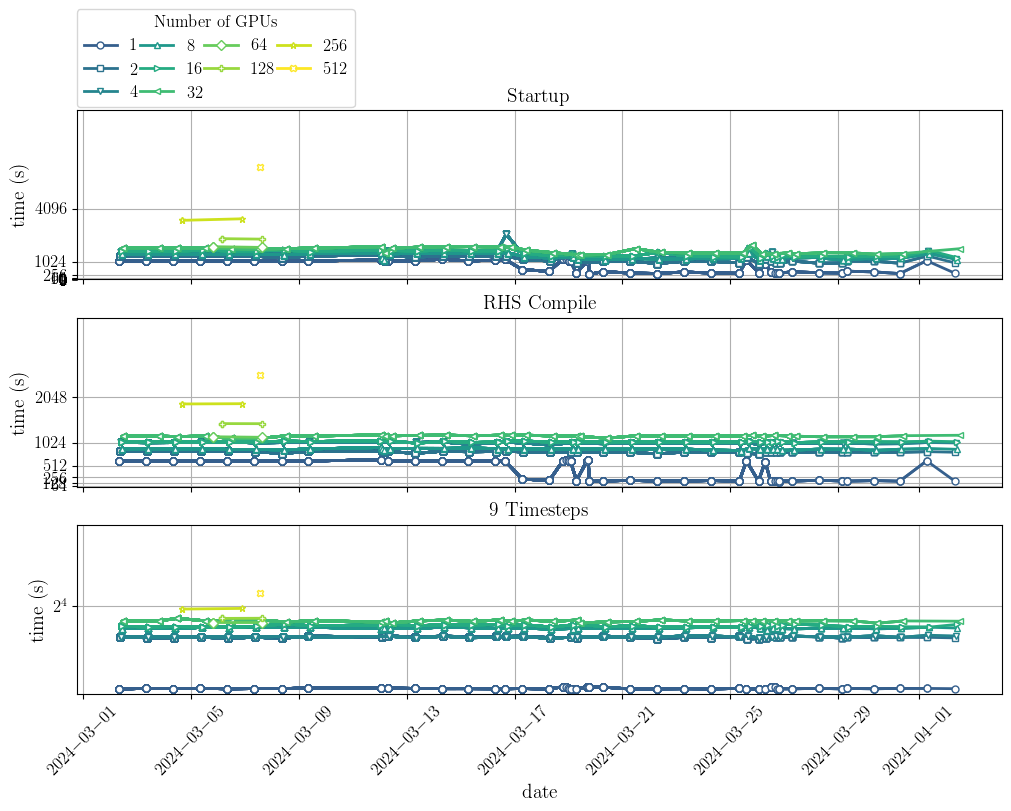 Number of GPUs
1 8 64 256
2 16 128 512
4 32
Startup
time (s)
4096
1024
256
RHS Compile
time (s)
2048
1024
512
256
9 Timesteps
time (s)
2⁴
2024−03−01 2024−03−05 2024−03−09 2024−03−13 2024−03−17 2024−03−21 2024−03−25 2024−03−29 2024−04−01
date